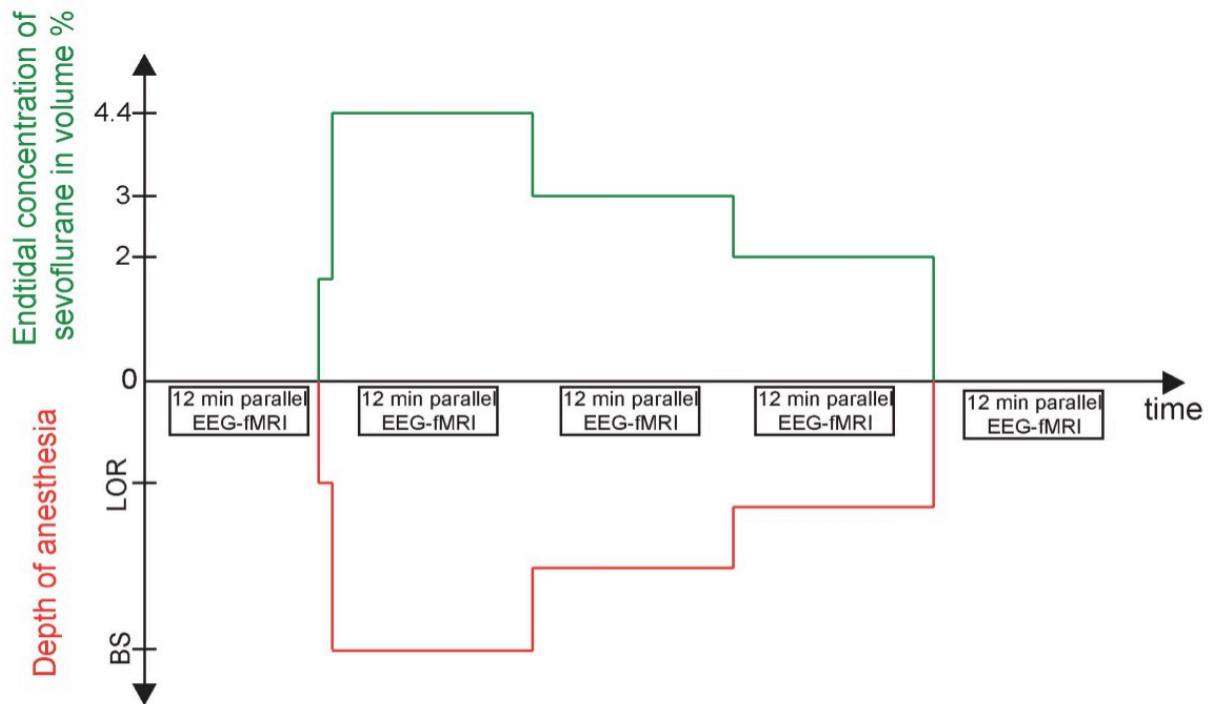 Endtidal concentration of
sevoflurane in volume %
4.4
3
2
0
12 min parallel
EEG-fMRI
12 min parallel
EEG-fMRI
12 min parallel
EEG-fMRI
12 min parallel
EEG-fMRI
12 min parallel
EEG-fMRI
time
Depth of anesthesia
LOR
BS